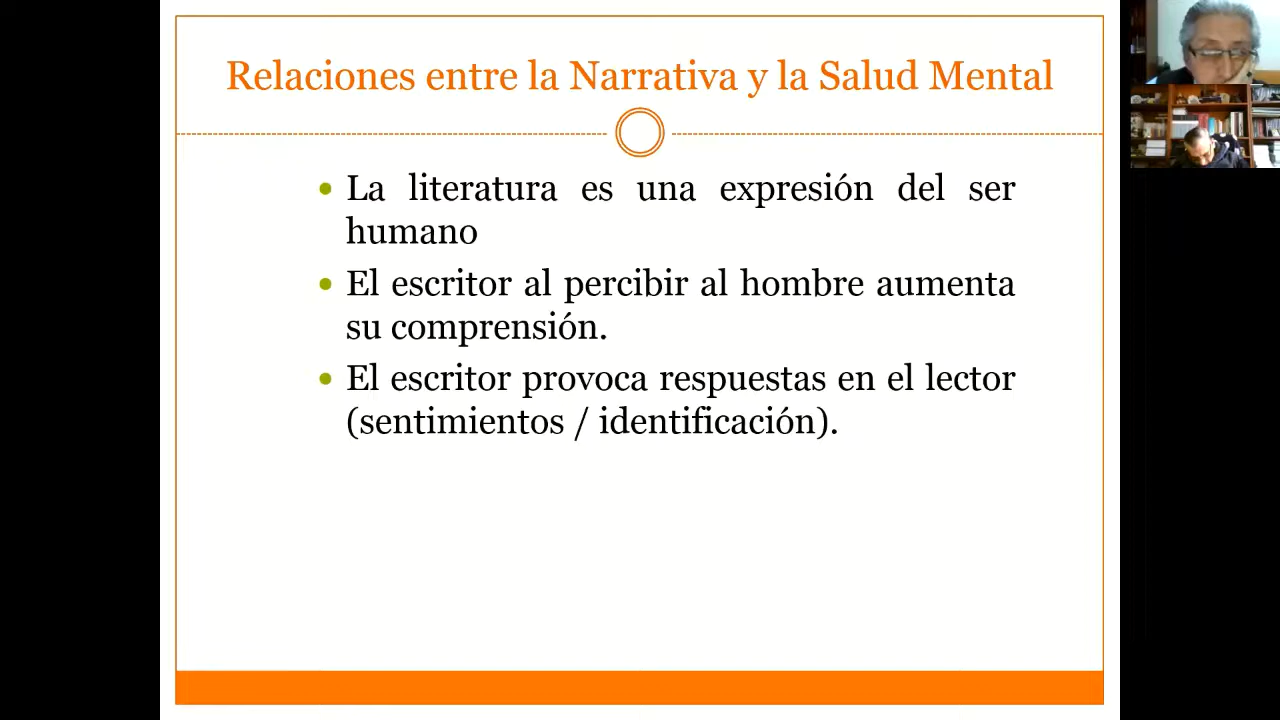 Relaciones entre la Narrativa y la Salud Mental
La literatura es una expresión del ser
humano
El escritor al percibir al hombre aumenta
su comprensión.
El escritor provoca respuestas en el lector
(sentimientos / identificación).